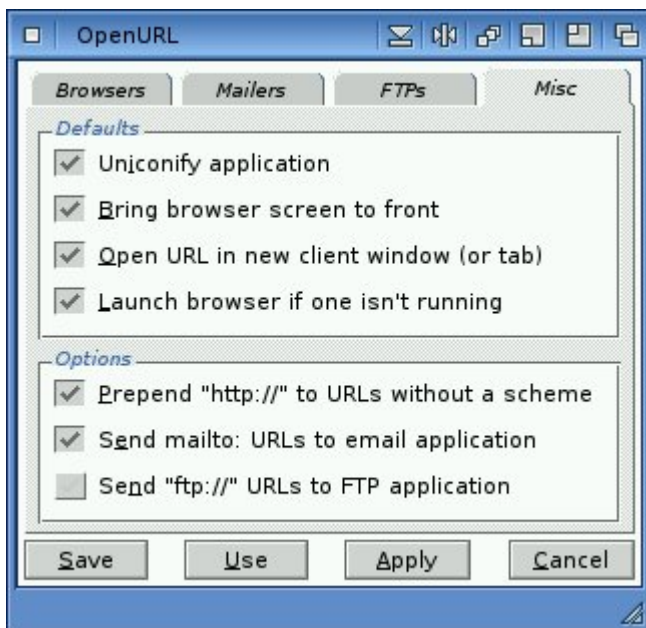 OpenURL
Browsers Mailers FTPs Misc
Defaults
Uniconify application
Bring browser screen to front
Open URL in new client window (or tab)
Launch browser if one isn't running
Options
Prepend "http://" to URLs without a scheme
Send mailto: URLs to email application
Send "ftp://" URLs to FTP application
Save Use Apply Cancel